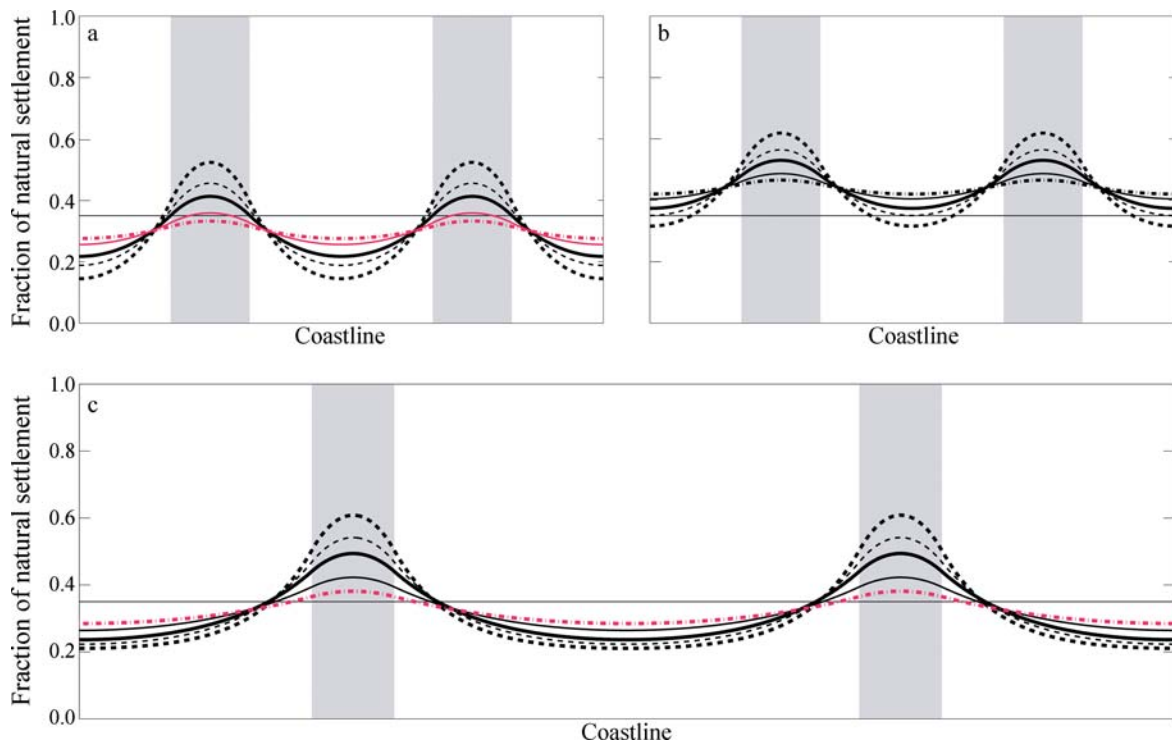 a
Fraction of natural settlement
1.0
0.8
0.6
0.4
0.2
0.0
Coastline
b
Coastline
c
Fraction of natural settlement
1.0
0.8
0.6
0.4
0.2
0.0
Coastline